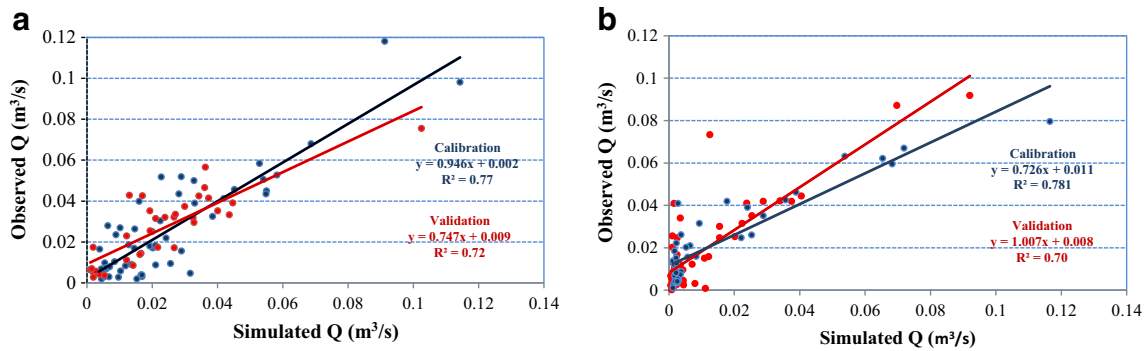 a
Observed Q (m³/s)
0.12
0.1
0.08
0.06
0.04
0.02
0
Calibration
y = 0.946x + 0.002
R² = 0.77
Validation
y = 0.747x + 0.009
R² = 0.72
0 0.02 0.04 0.06 0.08 0.1 0.12 0.14
Simulated Q (m³/s)
b
Observed Q (m³/s)
0.12
0.1
0.08
0.06
0.04
0.02
0
Calibration
y = 0.726x + 0.011
R² = 0.781
Validation
y = 1.007x + 0.008
R² = 0.70
0 0.02 0.04 0.06 0.08 0.1 0.12 0.14
Simulated Q (m³/s)